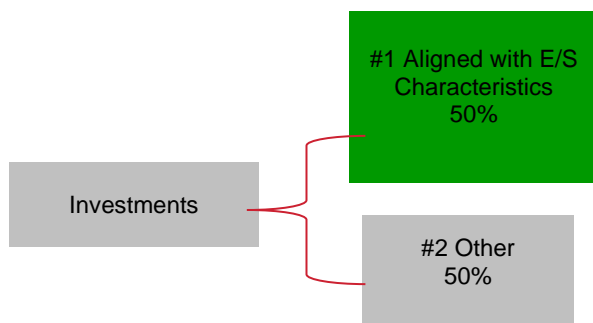 #1 Aligned with E/S
Characteristics
50%
Investments
#2 Other
50%